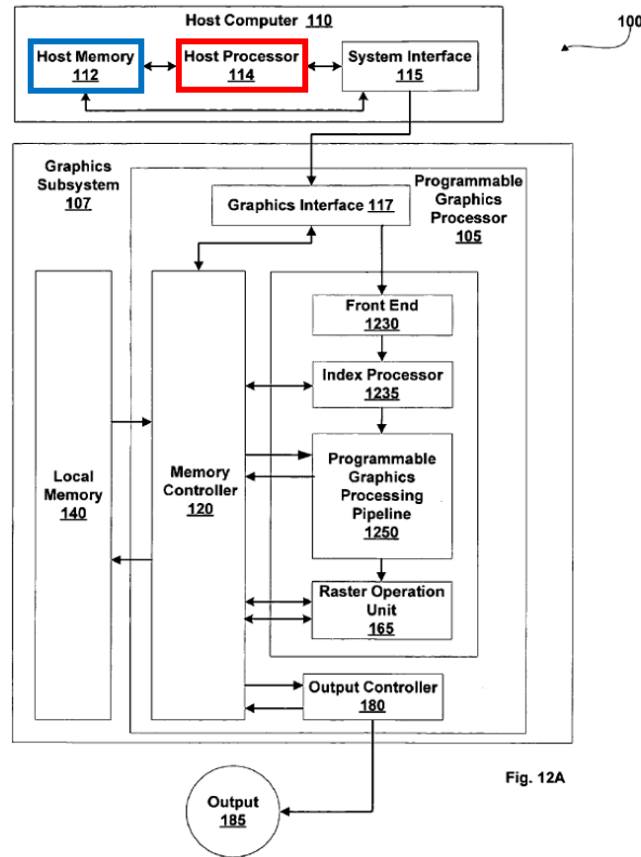 Host Computer 110
100
Host Memory
112
Host Processor
114
System Interface
115
Graphics
Subsystem
107
Programmable
Graphics
Processor
105
Graphics Interface 117
Front End
1230
Index Processor
1235
Programmable
Graphics
Processing
Pipeline
1250
Local
Memory
140
Memory
Controller
120
Raster Operation
Unit
165
Output Controller
180
Output
185
Fig. 12A